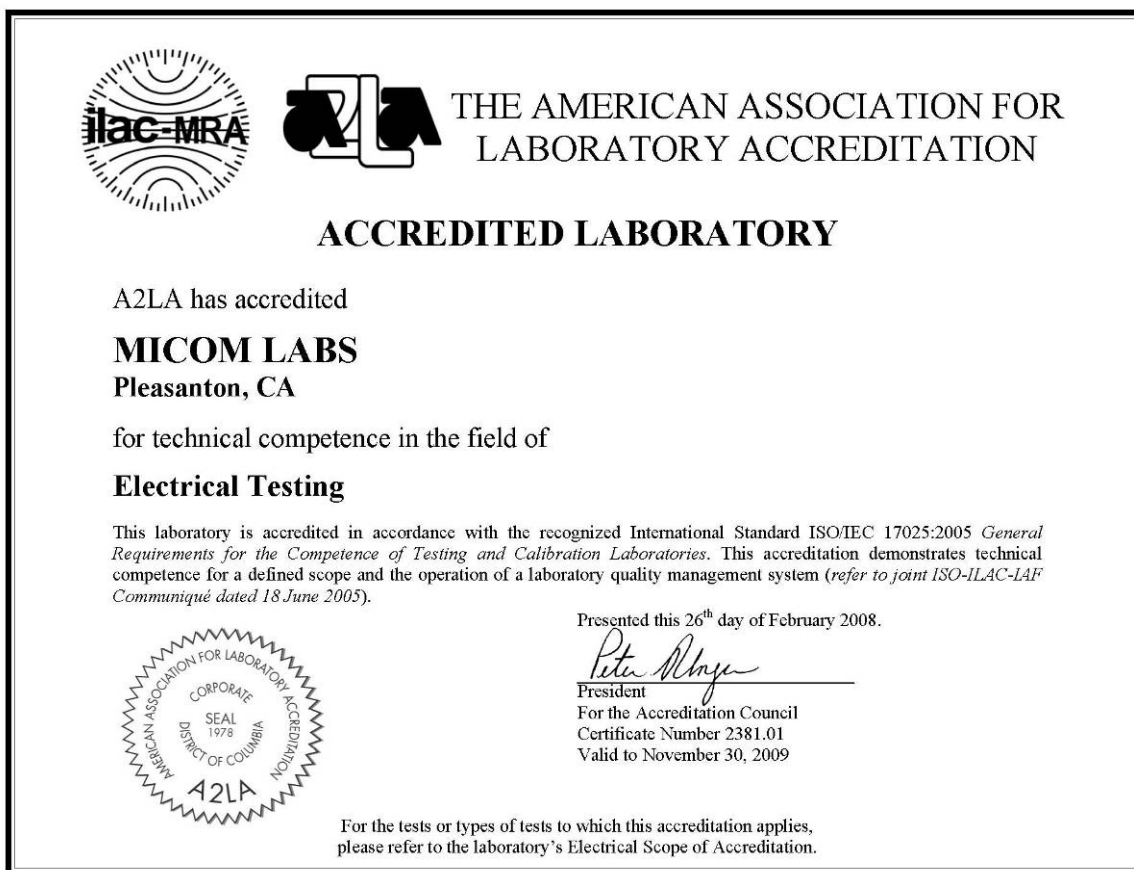 ilac-MRA
a2La
THE AMERICAN ASSOCIATION FOR
LABORATORY ACCREDITATION
ACCREDITED LABORATORY
A2LA has accredited
MICOM LABS
Pleasanton, CA
for technical competence in the field of
Electrical Testing
This laboratory is accredited in accordance with the recognized International Standard ISO/IEC 17025:2005 General
Requirements for the Competence of Testing and Calibration Laboratories. This accreditation demonstrates technical
competence for a defined scope and the operation of a laboratory quality management system (refer to joint ISO-ILAC-IAF
Communiqué dated 18 June 2005).
Presented this 26th day of February 2008.
President
For the Accreditation Council
Certificate Number 2381.01
Valid to November 30, 2009
AMERICAN ASSOCIATION FOR LABORATORY ACCREDITATION
CORPORATE
SEAL
1978
DISTRICT OF COLUMBIA
A2LA
For the tests or types of tests to which this accreditation applies,
please refer to the laboratory's Electrical Scope of Accreditation.